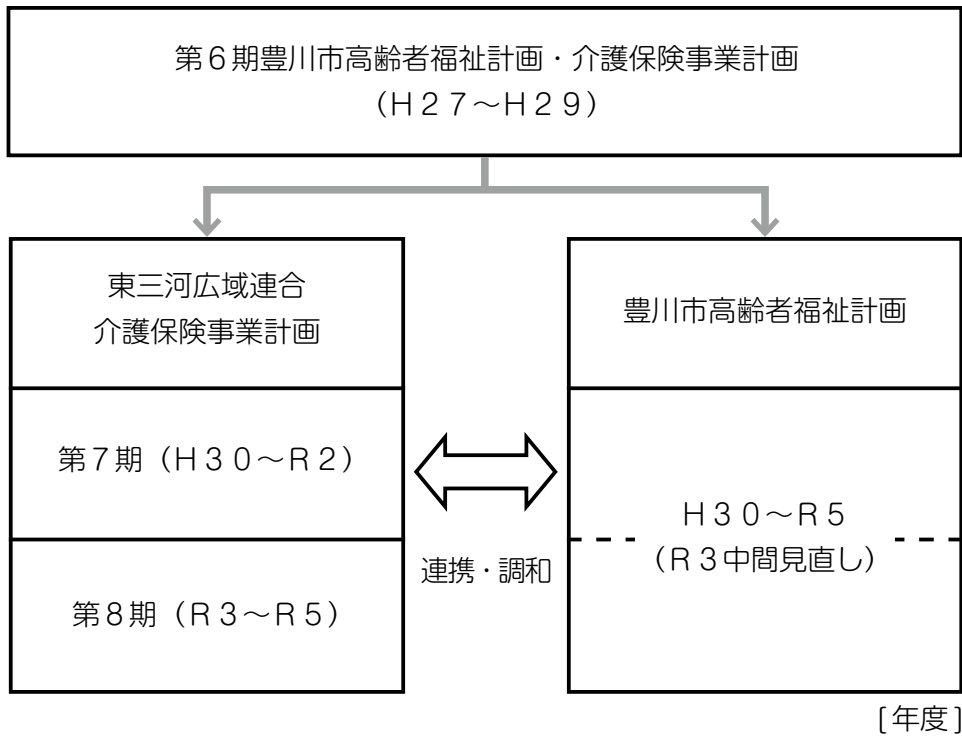 第６期豊川市高齢者福祉計画・介護保険事業計画
（Ｈ２７～Ｈ２９）
東三河広域連合
介護保険事業計画
豊川市高齢者福祉計画
第７期（Ｈ３０～Ｒ２）
第８期（Ｒ３～Ｒ５）
連携・調和
Ｈ３０～Ｒ５
（Ｒ３中間見直し）
[年度]